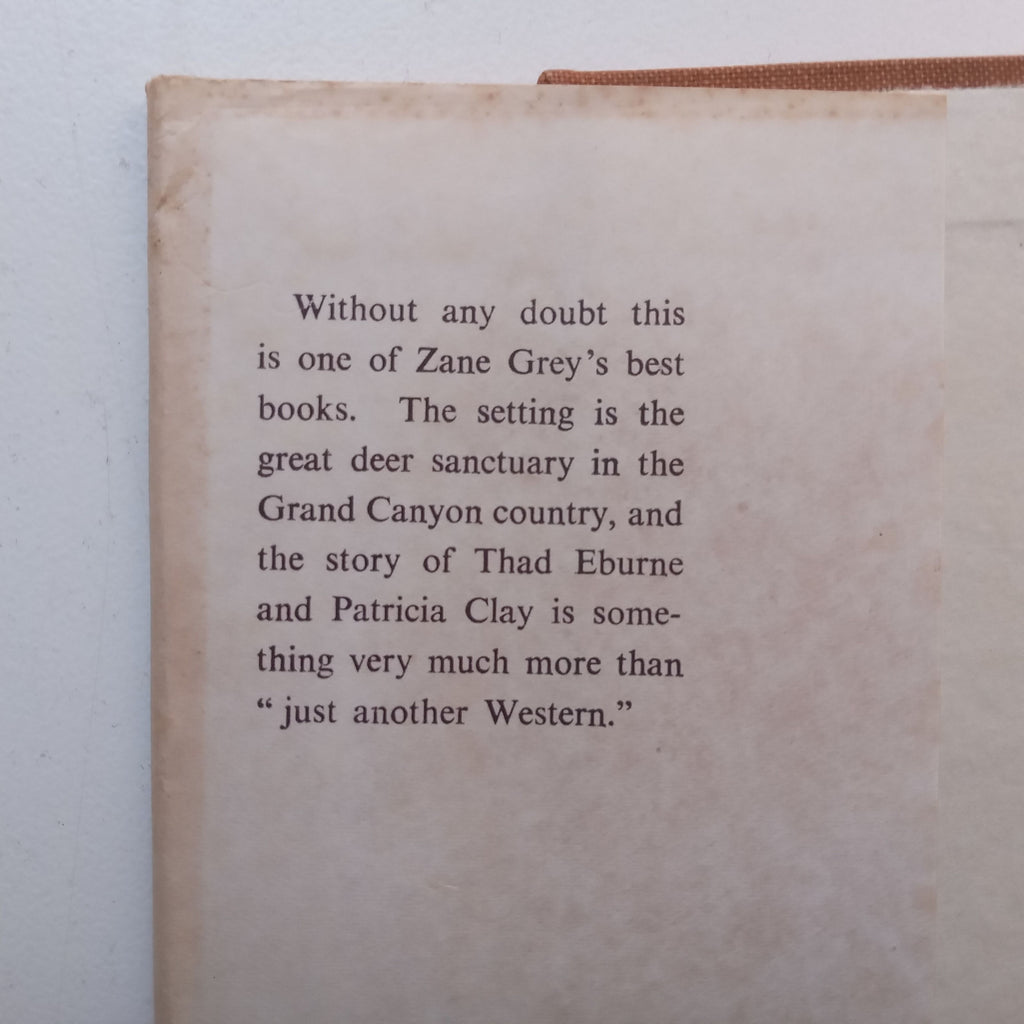 Without any doubt this
is one of Zane Grey’s best
books. The setting is the
great deer sanctuary in the
Grand Canyon country, and
the story of Thad Eburne
and Patricia Clay is some-
thing very much more than
“ just another Western.”